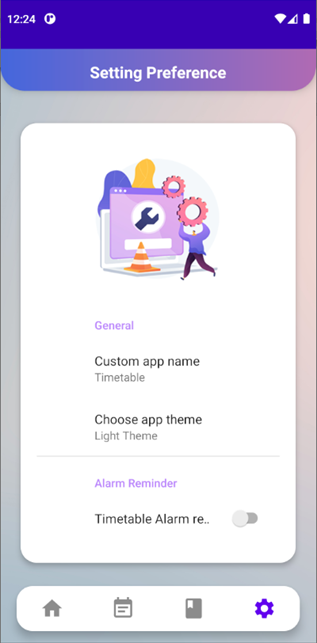 12:24
Setting Preference
General
Custom app name
Timetable
Choose app theme
Light Theme
Alarm Reminder
Timetable Alarm re..